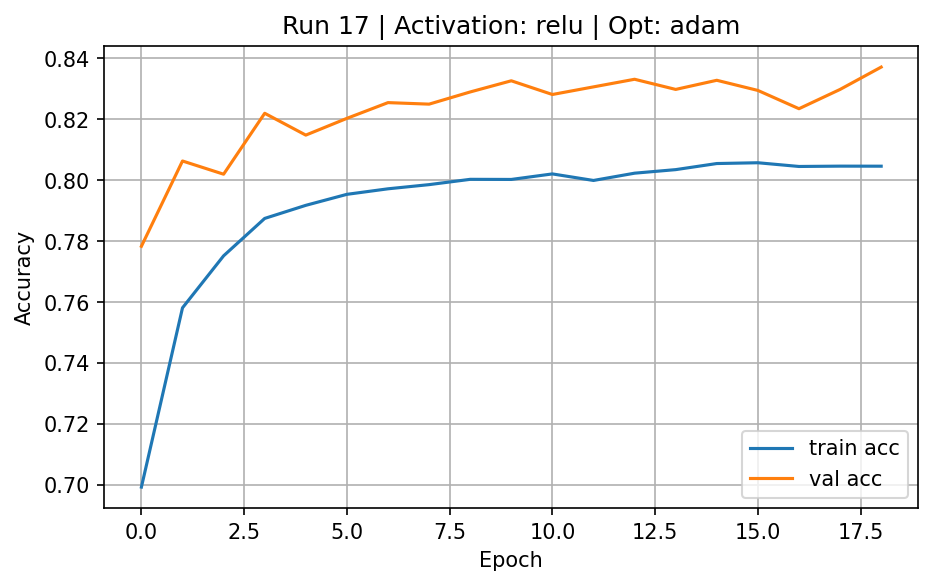 Run 17 | Activation: relu | Opt: adam
0.84
0.82
0.80
0.78
0.76
0.74
0.72
0.70
Accuracy
train acc
val acc
0.0 2.5 5.0 7.5 10.0 12.5 15.0 17.5
Epoch